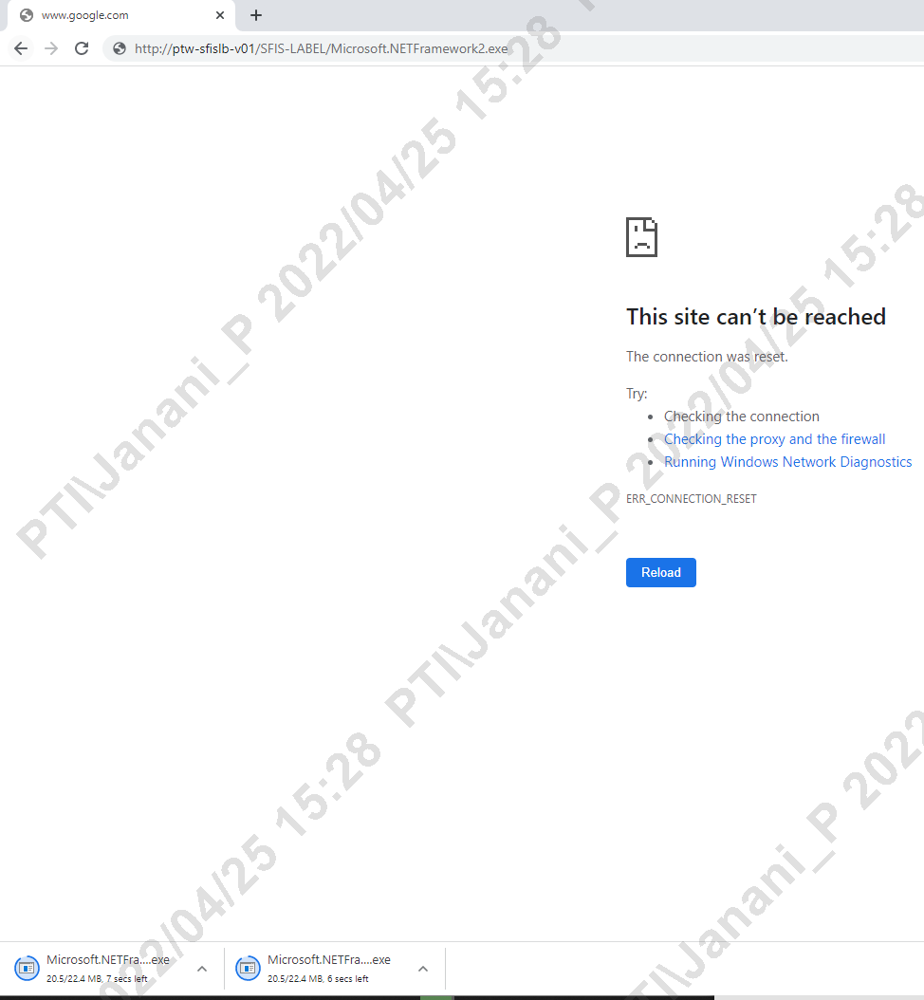 www.google.com
http://ptw-sfislb-v01/SFIS-LABEL/Microsoft.NETFramework2.exe
This site can't be reached
The connection was reset.
Try:
Checking the connection
Checking the proxy and the firewall
Running Windows Network Diagnostics
ERR_CONNECTION_RESET
Reload
PTI\Janani_P 2022/04/25 15:28
PTI\Janani_P 2022/04/25 15:28
022/04/25 15:28
PTI\Janani_P 2022
Microsoft.NETFra....exe
20.5/22.4 MB, 7 secs left
Microsoft.NETFra....exe
20.5/22.4 MB, 6 secs left